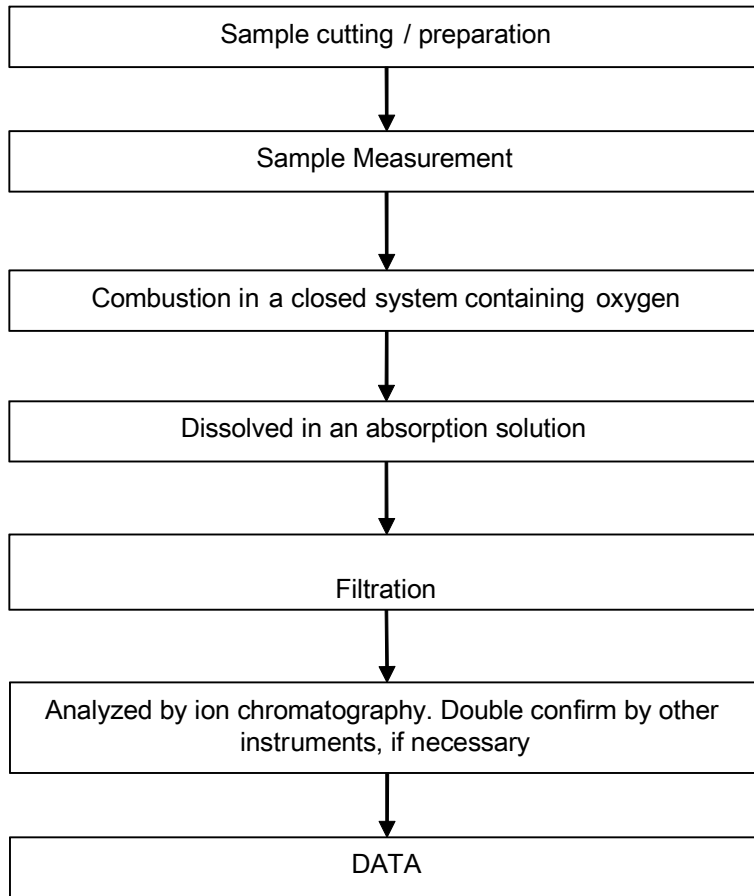 Sample cutting / preparation
Sample Measurement
Combustion in a closed system containing oxygen
Dissolved in an absorption solution
Filtration
Analyzed by ion chromatography. Double confirm by other
instruments, if necessary
DATA